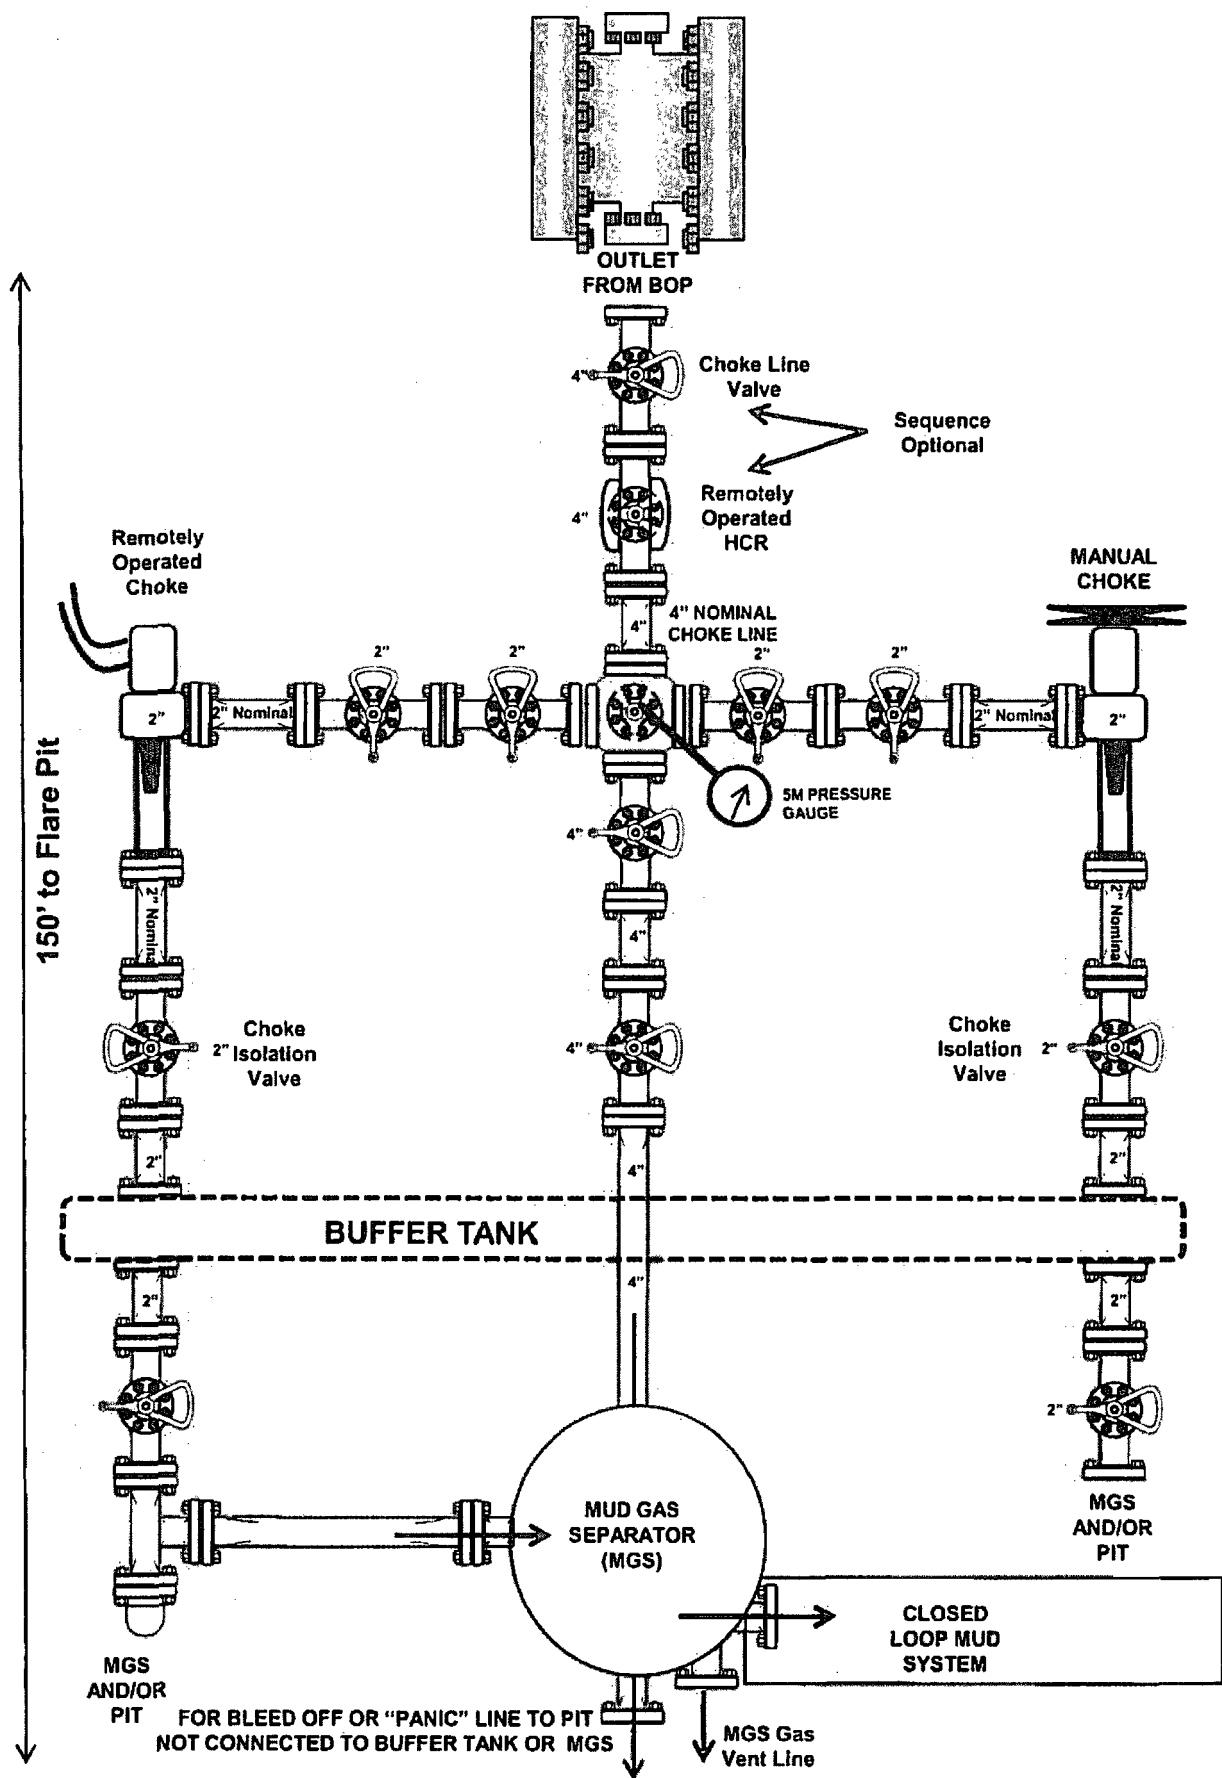 OUTLET
FROM BOP
4"
Choke Line
Valve
Sequence
Optional
4"
Remotely
Operated
HCR
Remotely
Operated
Choke
MANUAL
CHOKE
4"
4" NOMINAL
CHOKE LINE
2"
2"
2"
2"
2"
2" Nominal
2" Nominal
2"
5M PRESSURE
GAUGE
4"
150' to Flare Pit
2" Nominal
4"
2" Nominal
2"
Choke
Isolation
Valve
4"
Choke
Isolation
Valve
2"
2"
4"
2"
BUFFER TANK
2"
4"
2"
2"
MUD GAS
SEPARATOR
(MGS)
MGS
AND/OR
PIT
CLOSED
LOOP MUD
SYSTEM
MGS
AND/OR
PIT
FOR BLEED OFF OR "PANIC" LINE TO PIT
NOT CONNECTED TO BUFFER TANK OR MGS
MGS Gas
Vent Line